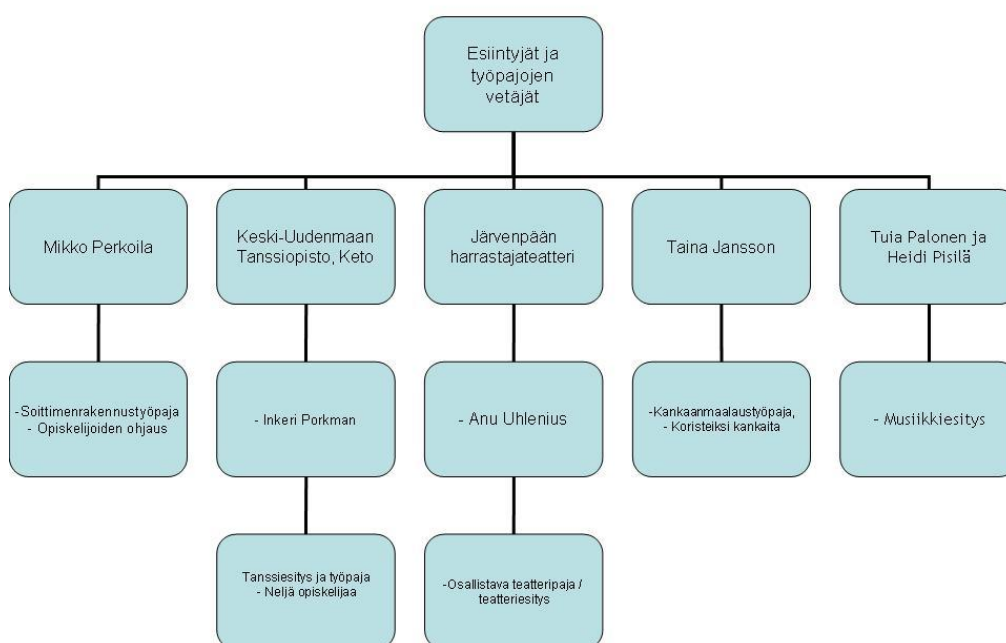 Esiintyjät ja
työpajojen
vetäjät
Mikko Perkoila
Keski-Uudenmaan
Tanssiopisto, Keto
Järvenpään
harrastajateatteri
Taina Jansson
Tuia Palonen ja
Heidi Pisilä
-Soittimenrakennustyöpaja
- Opiskelijoiden ohjaus
- Inkeri Porkman
- Anu Uhlenius
-Kankaanmaalaustyöpaja,
- Koristeiksi kankaita
- Musiikkiesitys
Tanssiesitys ja työpaja
- Neljä opiskelijaa
-Osallistava teatteripaja /
teatteriesitys